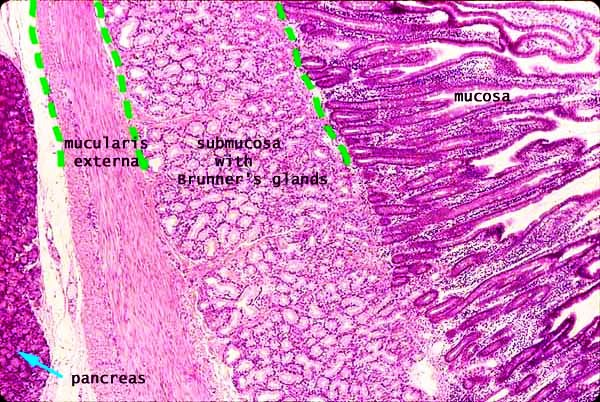 mucosa
mucularis
externa
submucosa
with
Brunner's glands
pancreas